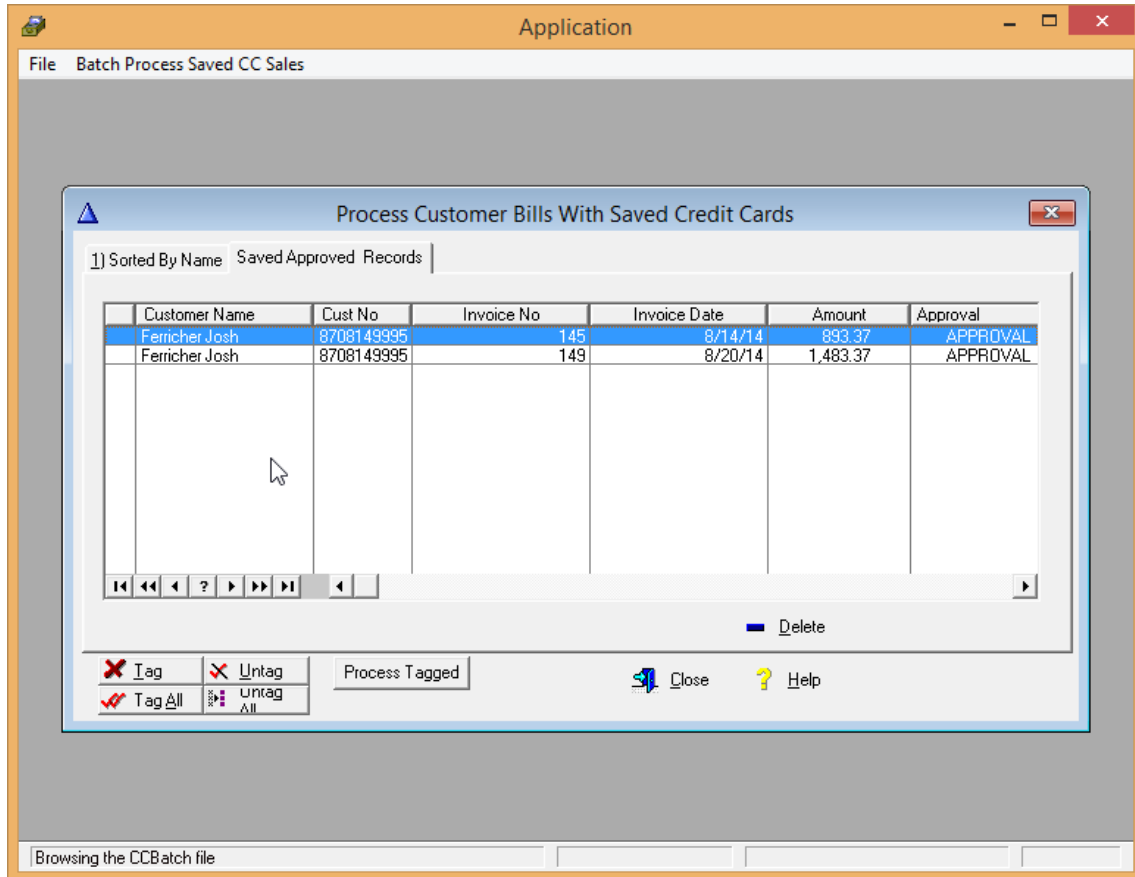 Application
File Batch Process Saved CC Sales
Process Customer Bills With Saved Credit Cards
1) Sorted By Name Saved Approved Records
Customer Name Cust No Invoice No Invoice Date Amount Approval
Ferricher Josh 8708149995 145 8/14/14 893.37 APPROVAL
Ferricher Josh 8708149995 149 8/20/14 1,483.37 APPROVAL
?
Delete
Tag Untag Process Tagged Close ? Help
Tag All Untag All
Browsing the CCBatch file